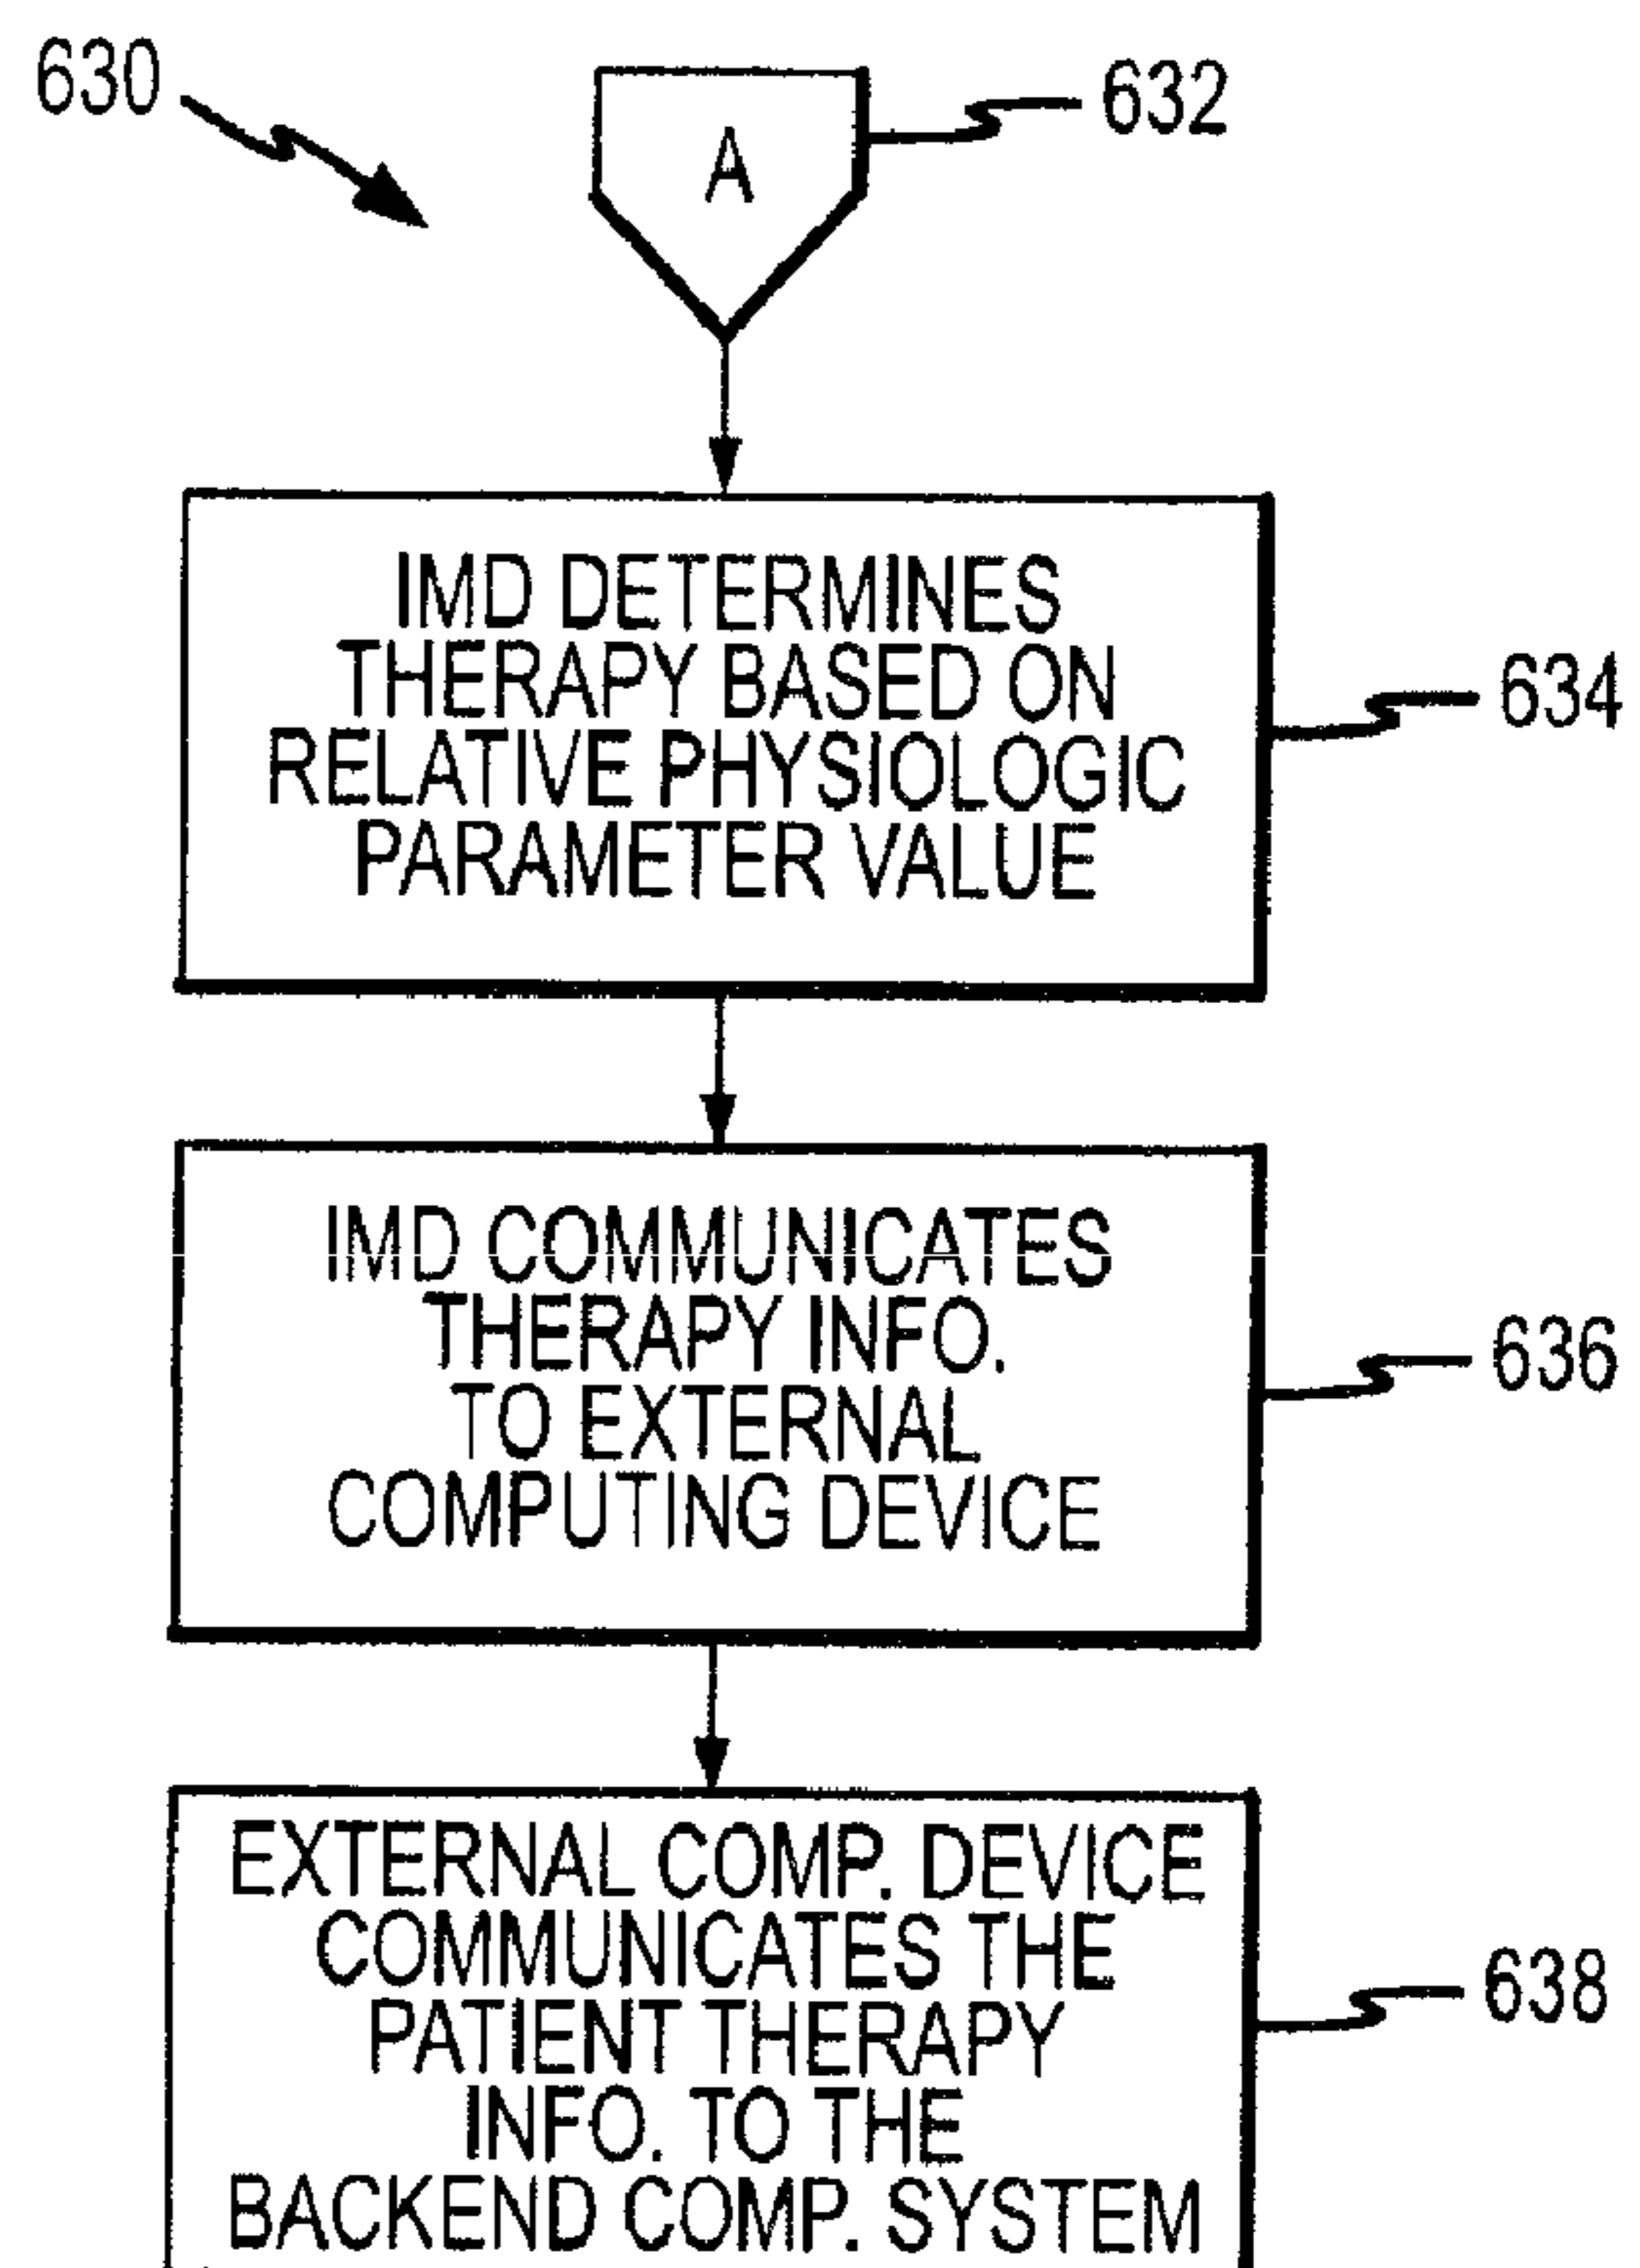 630
A
632
IMD DETERMINES
THERAPY BASED ON
RELATIVE PHYSIOLOGIC
PARAMETER VALUE
634
IMD COMMUNICATES
THERAPY INFO.
TO EXTERNAL
COMPUTING DEVICE
636
EXTERNAL COMP. DEVICE
COMMUNICATES THE
PATIENT THERAPY
INFO. TO THE
BACKEND COMP. SYSTEM
638